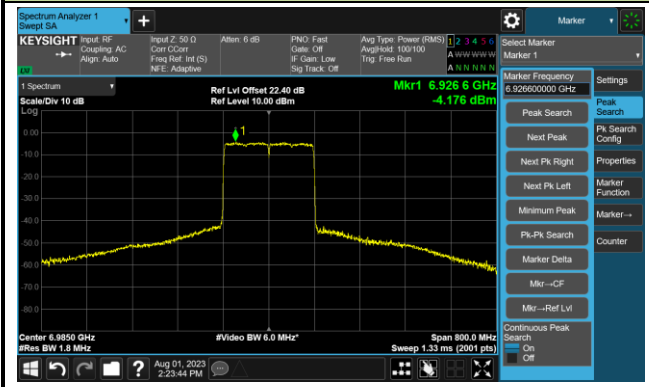 Spectrum Analyzer 1
Swept SA
+
Marker
KEYSIGHT
Input: RF
Coupling: AC
Align: Auto
Input Z: 50 Ω
Corr CCorr
Freq Ref: Int (S)
NFE: Adaptive
Atten: 6 dB
PNO: Fast
Gate: Off
IF Gain: Low
Sig Track: Off
Avg Type: Power (RMS)
Avg|Hold: 100/100
Trig: Free Run
1 2 3 4 5 6
A W W W W W
A N N N N N
LW
Select Marker
Marker 1
1 Spectrum
Scale/Div 10 dB
Log
Ref Lvl Offset 22.40 dB
Ref Level 10.00 dBm
Mkr1 6.926 6 GHz
-4.176 dBm
1
0.00
-10.0
-20.0
-30.0
-40.0
-50.0
-60.0
-70.0
-80.0
Center 6.9850 GHz
#Res BW 1.8 MHz
#Video BW 6.0 MHz*
Span 800.0 MHz
Sweep 1.33 ms (2001 pts)
Marker Frequency
6.926600000 GHz
Peak Search
Next Peak
Next Pk Right
Next Pk Left
Minimum Peak
Pk-Pk Search
Marker Delta
Mkr→CF
Mkr→Ref Lvl
Continuous Peak
Search
On
Off
Settings
Peak
Search
Pk Search
Config
Properties
Marker
Function
Marker→
Counter
?
Aug 01, 2023
2:23:44 PM